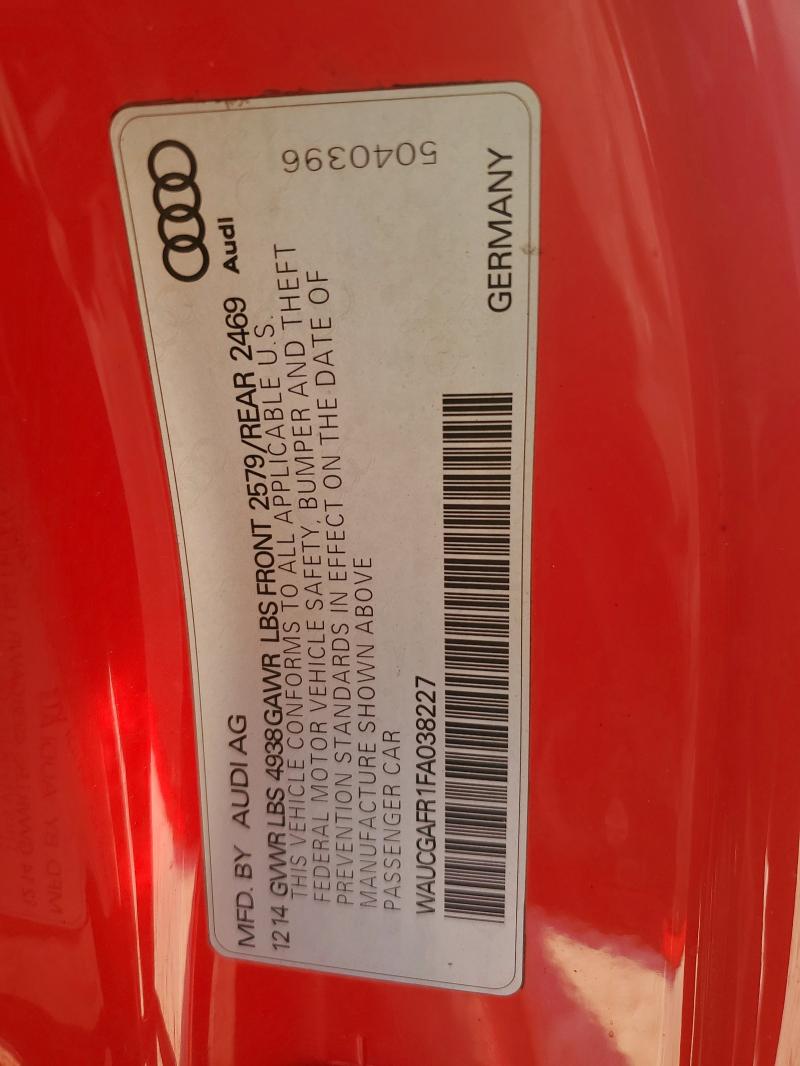 MFD. BY AUDI AG
12 14 GVWR LBS 4938 GAWR LBS FRONT 2579/REAR 2469
THIS VEHICLE CONFORMS TO ALL APPLICABLE U.S.
FEDERAL MOTOR VEHICLE SAFETY, BUMPER AND THEFT
PREVENTION STANDARDS IN EFFECT ON THE DATE OF
MANUFACTURE SHOWN ABOVE
PASSENGER CAR
WAUCGAFR1FA038227
Audi
5040396
GERMANY